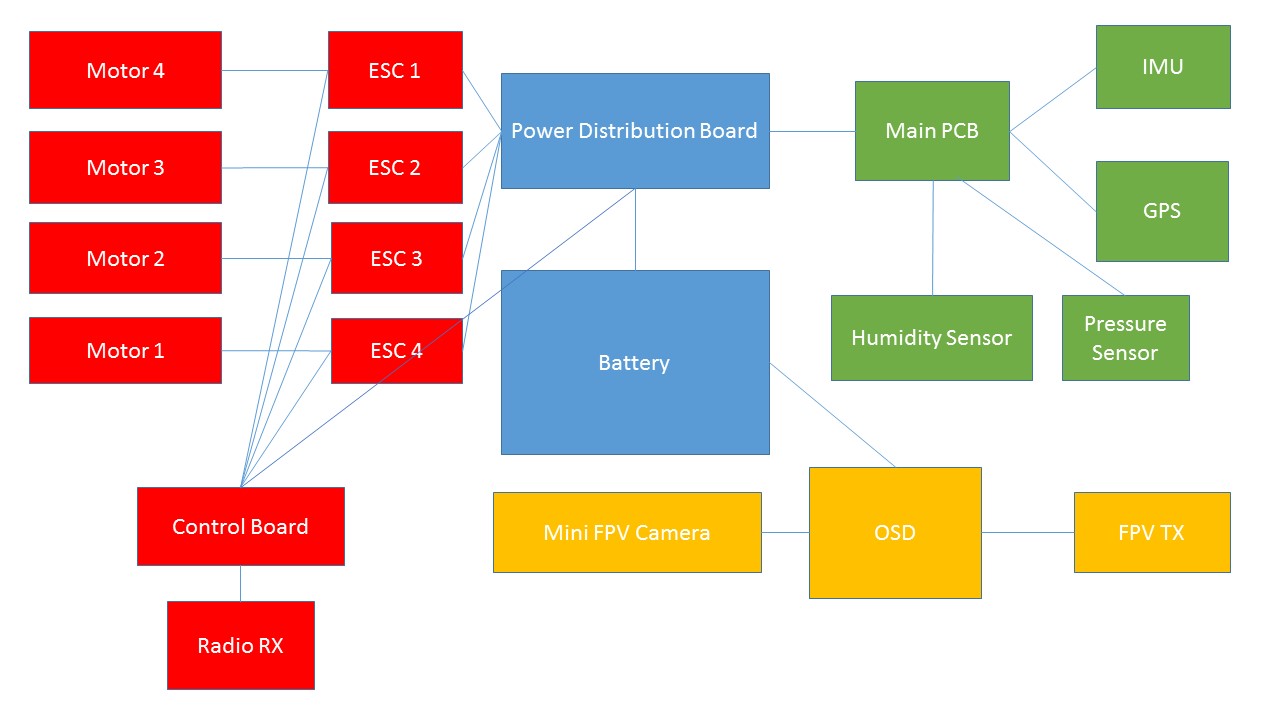 Motor 4
ESC 1
IMU
Power Distribution Board
Main PCB
Motor 3
ESC 2
GPS
Motor 2
ESC 3
Motor 1
ESC 4
Battery
Humidity Sensor
Pressure
Sensor
Control Board
Mini FPV Camera
OSD
FPV TX
Radio RX